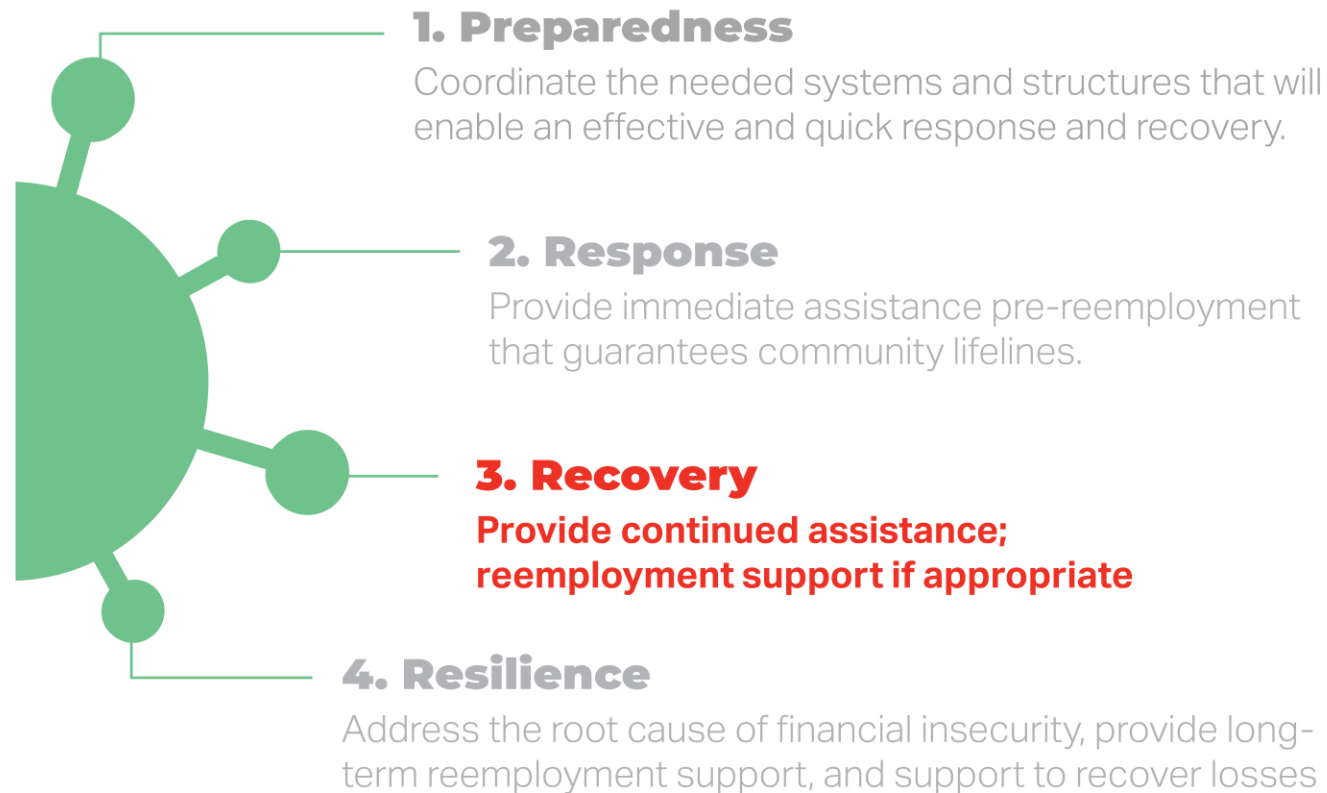 1. Preparedness
Coordinate the needed systems and structures that will
enable an effective and quick response and recovery.
2. Response
Provide immediate assistance pre-reemployment
that guarantees community lifelines.
3. Recovery
Provide continued assistance;
reemployment support if appropriate
4. Resilience
Address the root cause of financial insecurity, provide long-
term reemployment support, and support to recover losses